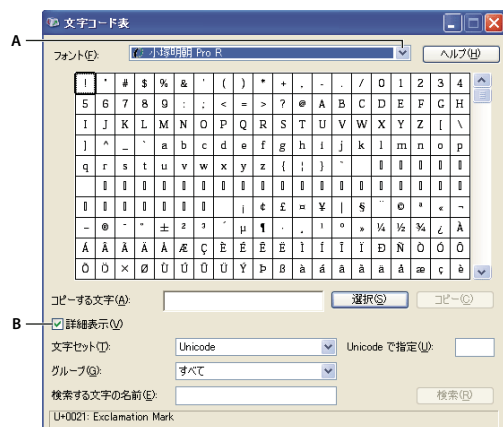 文字コード表
A
フォント(F): 小塚明朝 Pro R ヘルプ(H)
! " # $ % & ' ( ) * + , - . / 0 1 2 3 4
5 6 7 8 9 : ; < = > ? @ A B C D E F G H
I J K L M N O P Q R S T U V W X Y Z [ \
] ^ _ ` a b c d e f g h i j k l m n o p
q r s t u v w x y z { | } ~
¡ ¢ £ ¤ ¥ | § ¨ © ª « ¬
- ® ¯ ° ± ² ³ ´ µ ¶ · ¸ ¹ º » ¼ ½ ¾ ¿ À
Á Â Ã Ä Å Æ Ç È É Ê Ë Ì Í Î Ï Ð Ñ Ò Ó Ô
Õ Ö × Ø Ù Ú Û Ü Ý Þ ß à á â ã ä å æ ç è
コピーする文字(A): 選択(S) コピー(C)
B
詳細表示(V)
文字セット(T): Unicode Unicode で指定(U):
グループ(G): すべて
検索する文字の名前(E): 検索(R)
U+0021: Exclamation Mark